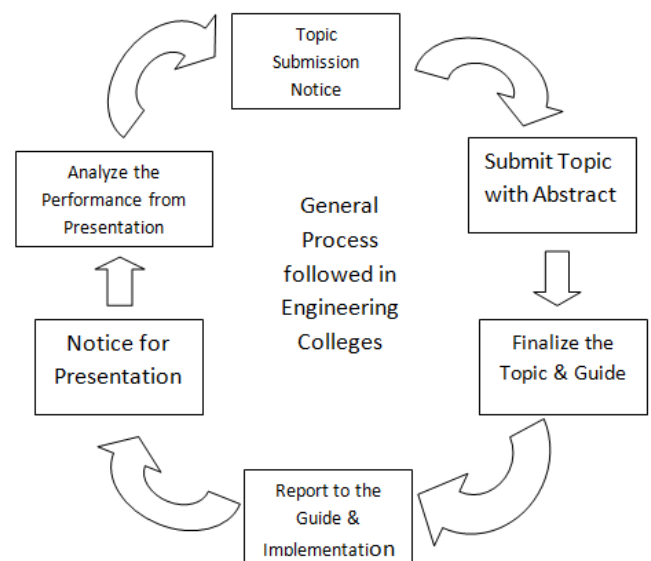 Topic
Submission
Notice
Submit Topic
with Abstract
Finalize the
Topic & Guide
Report to the
Guide &
Implementation
Notice for
Presentation
Analyze the
Performance from
Presentation
General
Process
followed in
Engineering
Colleges